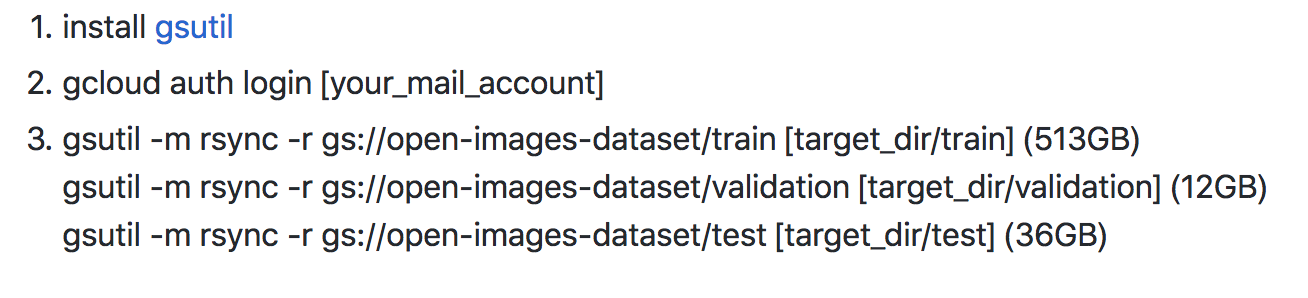 1. install gsutil
2. gcloud auth login [your_mail_account]
3. gsutil -m rsync -r gs://open-images-dataset/train [target_dir/train] (513GB)
gsutil -m rsync -r gs://open-images-dataset/validation [target_dir/validation] (12GB)
gsutil -m rsync -r gs://open-images-dataset/test [target_dir/test] (36GB)